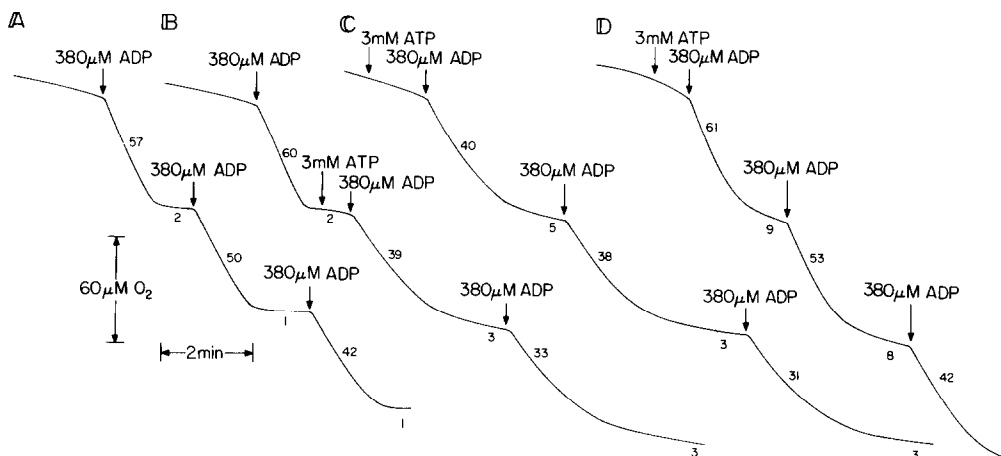 A
380μM ADP
57
380μM ADP
2
50
380μM ADP
1
42
1
60μM O₂
2min
B
380μM ADP
60
3mM ATP
380μM ADP
2
39
380μM ADP
3
33
3
C
3mM ATP
380μM ADP
40
380μM ADP
5
38
380μM ADP
3
31
3
D
3mM ATP
380μM ADP
61
380μM ADP
9
53
380μM ADP
8
42